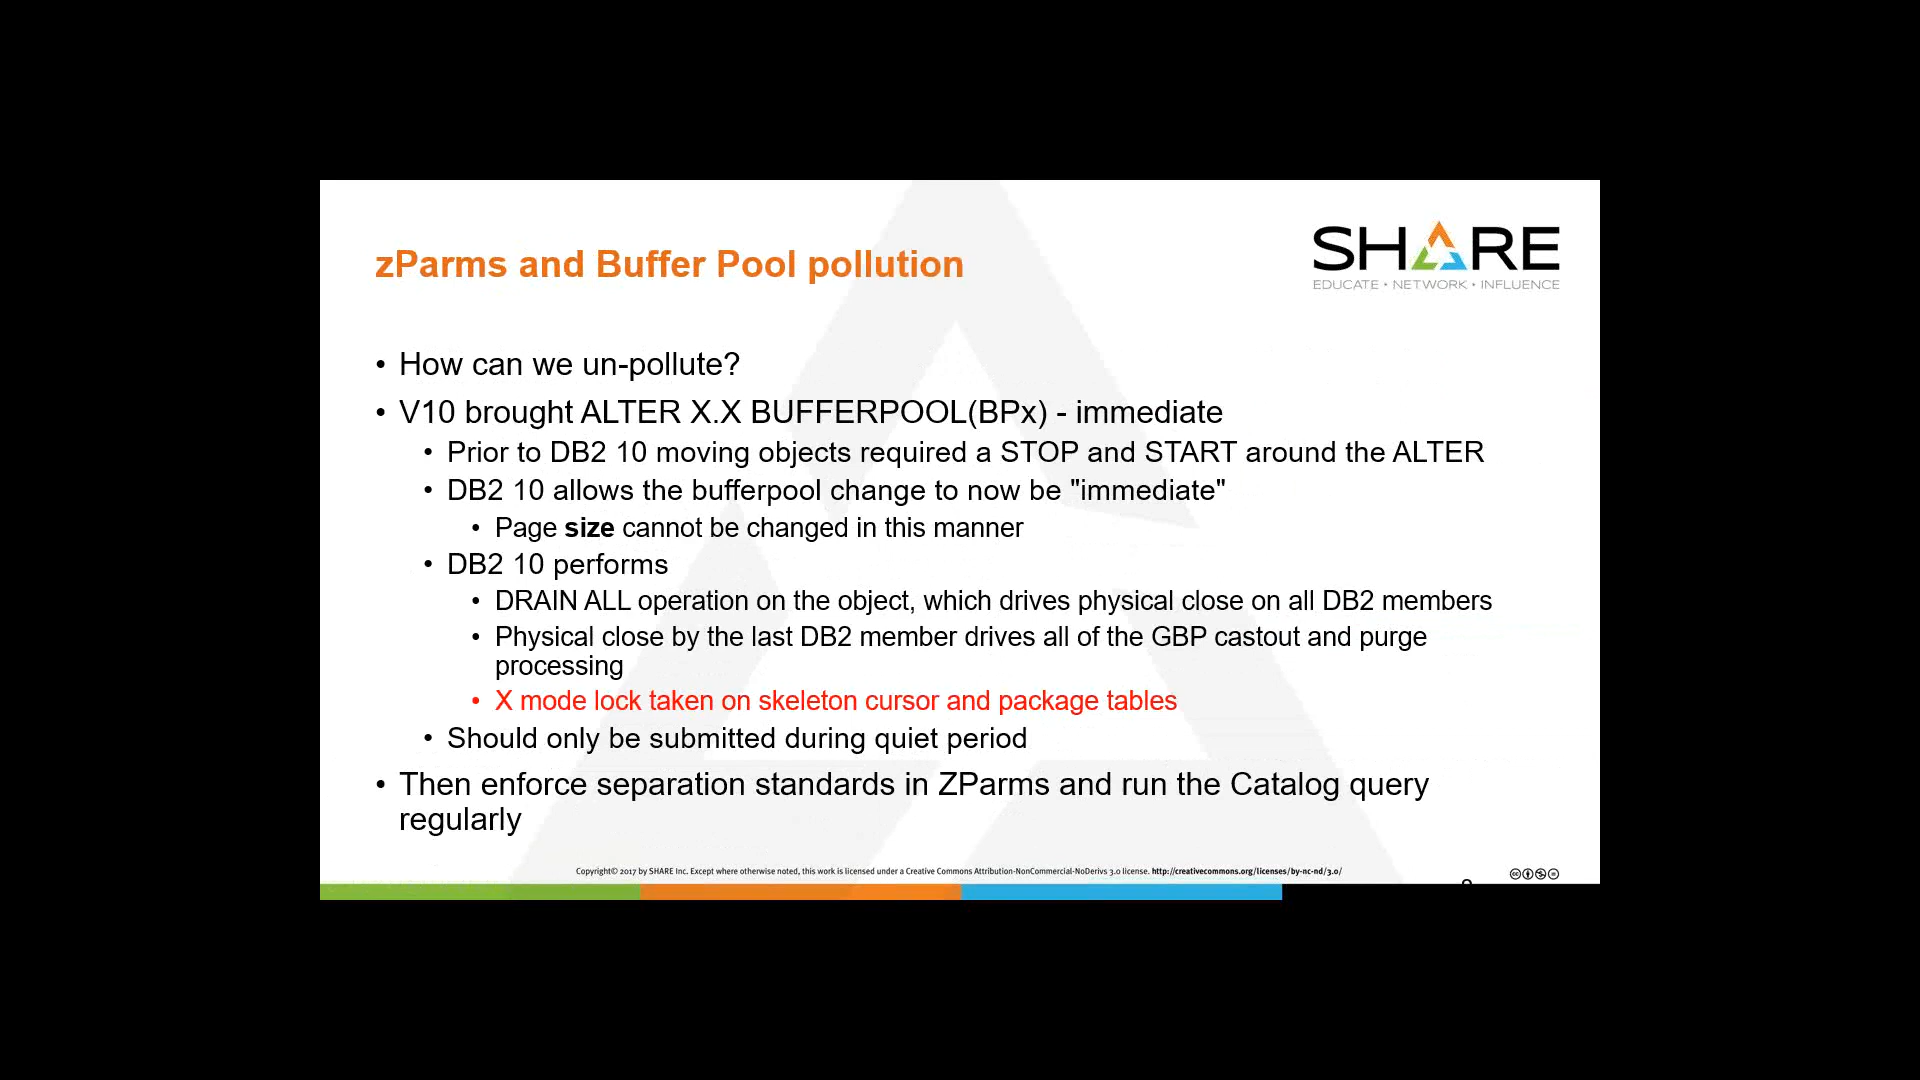 zParms and Buffer Pool pollution
SHARE
EDUCATE • NETWORK • INFLUENCE
• How can we un-pollute?
• V10 brought ALTER X.X BUFFERPOOL(BPx) - immediate
• Prior to DB2 10 moving objects required a STOP and START around the ALTER
• DB2 10 allows the bufferpool change to now be "immediate"
• Page size cannot be changed in this manner
• DB2 10 performs
• DRAIN ALL operation on the object, which drives physical close on all DB2 members
• Physical close by the last DB2 member drives all of the GBP castout and purge
processing
• X mode lock taken on skeleton cursor and package tables
• Should only be submitted during quiet period
• Then enforce separation standards in ZParms and run the Catalog query
regularly
Copyright© 2017 by SHARE Inc. Except where otherwise noted, this work is licensed under a Creative Commons Attribution-NonCommercial-NoDerivs 3.0 license. http://creativecommons.org/licenses/by-nc-nd/3.0/